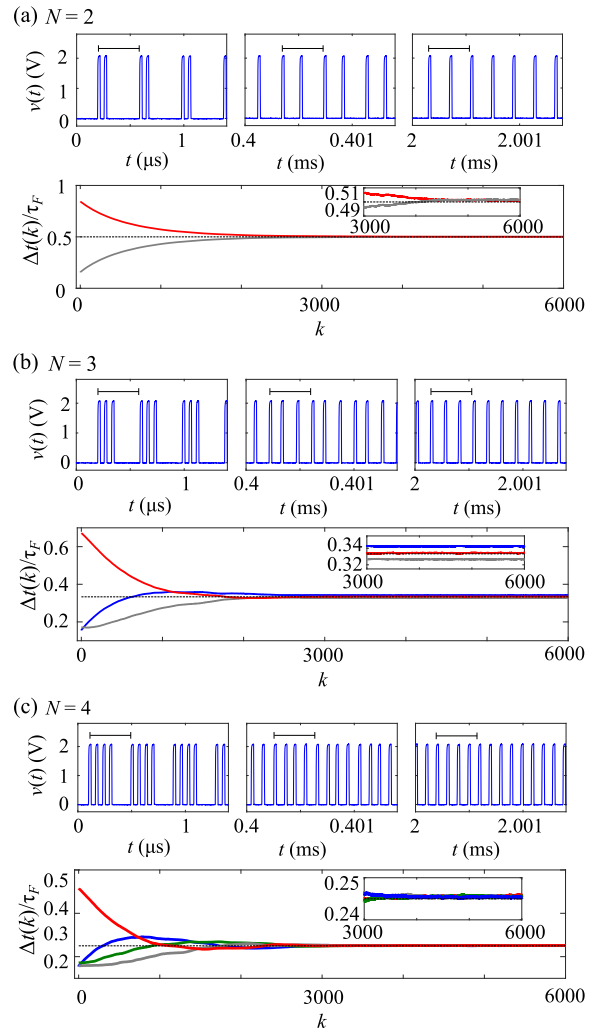 (a) N = 2
v(t) (V)
2
1
0
0 1
0.4 0.401
2 2.001
t (μs)
t (ms)
t (ms)
Δt(k)/τF
1
0.5
0
0.51
0.49
3000 6000
0 3000 6000
k
(b) N = 3
v(t) (V)
2
1
0
0 1
0.4 0.401
2 2.001
t (μs)
t (ms)
t (ms)
Δt(k)/τF
0.6
0.4
0.2
0.34
0.32
3000 6000
0 3000 6000
k
(c) N = 4
v(t) (V)
2
1
0
0 1
0.4 0.401
2 2.001
t (μs)
t (ms)
t (ms)
Δt(k)/τF
0.5
0.4
0.3
0.2
0.25
0.24
3000 6000
0 3000 6000
k